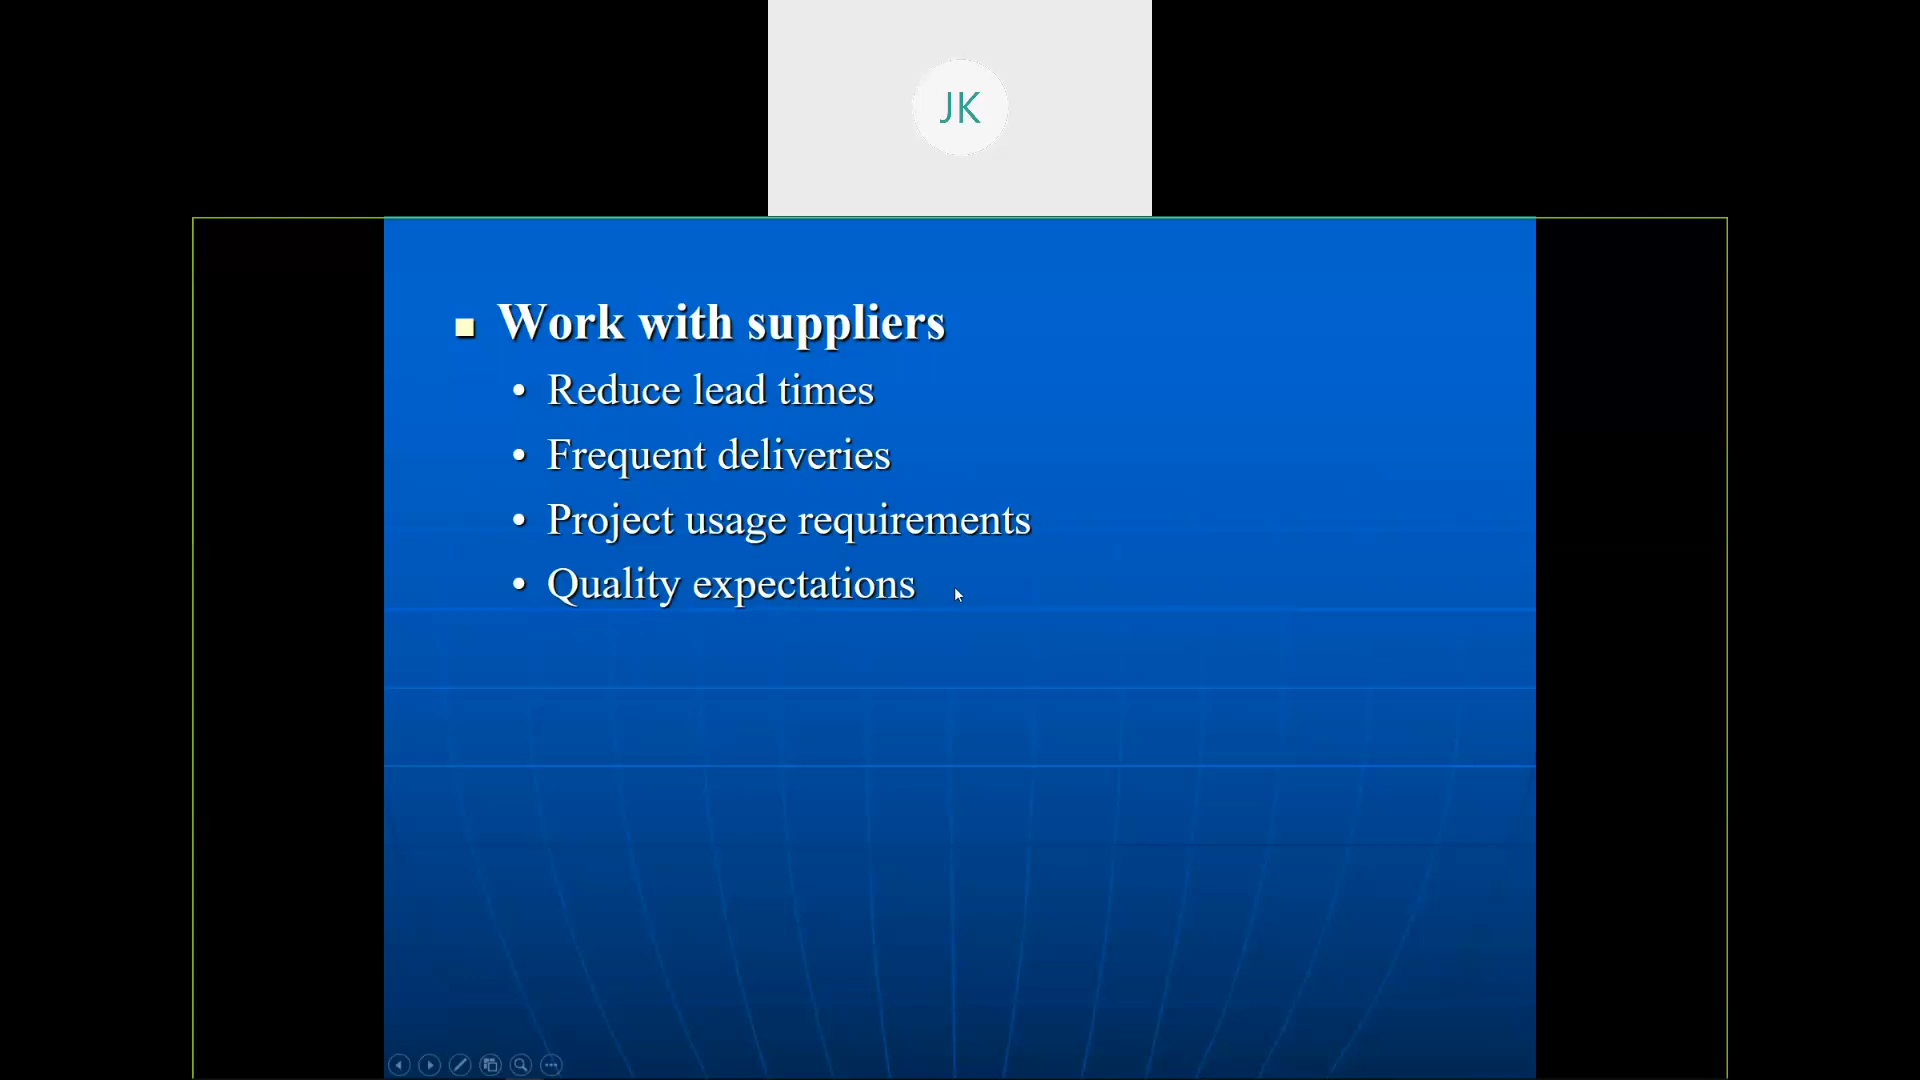 JK
Work with suppliers
• Reduce lead times
• Frequent deliveries
• Project usage requirements
• Quality expectations